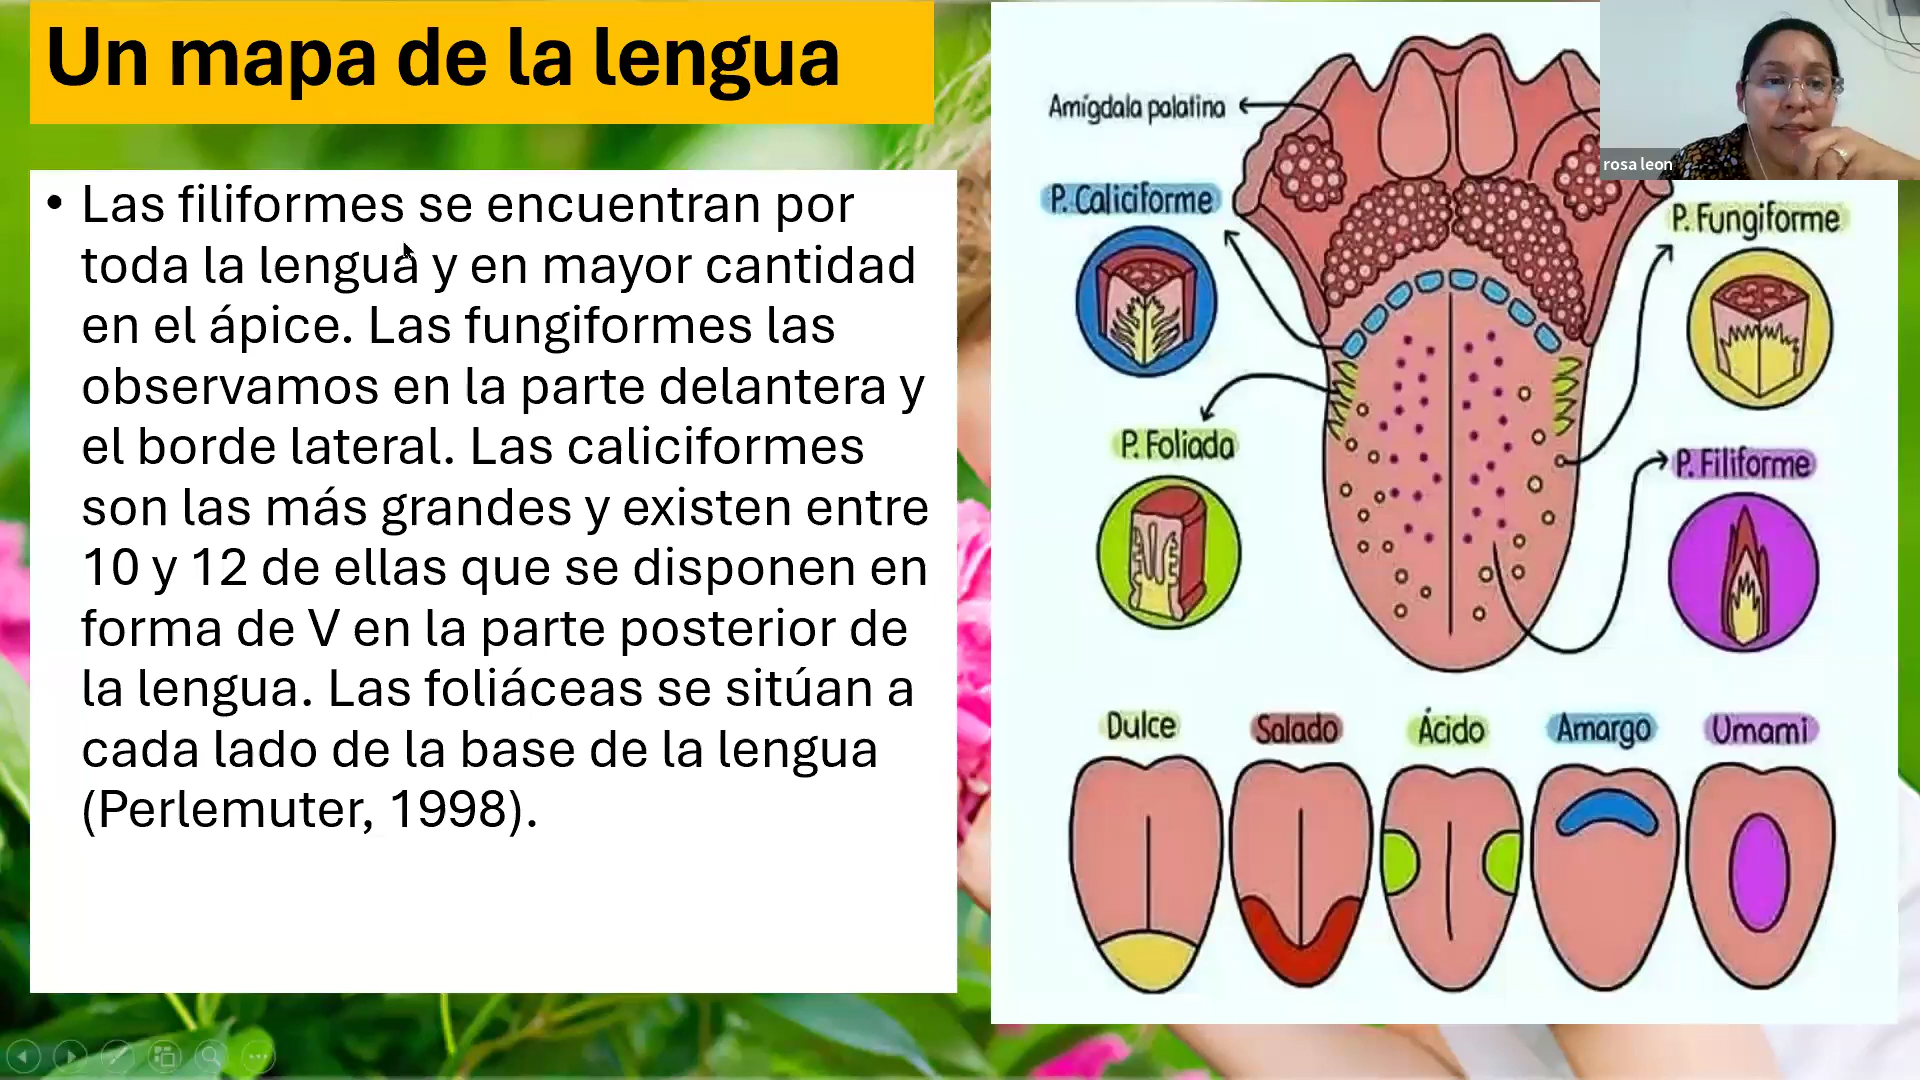 Un mapa de la lengua
• Las filiformes se encuentran por
toda la lengua y en mayor cantidad
en el ápice. Las fungiformes las
observamos en la parte delantera y
el borde lateral. Las caliciformes
son las más grandes y existen entre
10 y 12 de ellas que se disponen en
forma de V en la parte posterior de
la lengua. Las foliáceas se sitúan a
cada lado de la base de la lengua
(Perlemuter, 1998).
Amígdala palatina
P. Caliciforme
P. Fungiforme
P. Foliada
P. Filiforme
Dulce
Salado
Ácido
Amargo
Umami
rosa leon